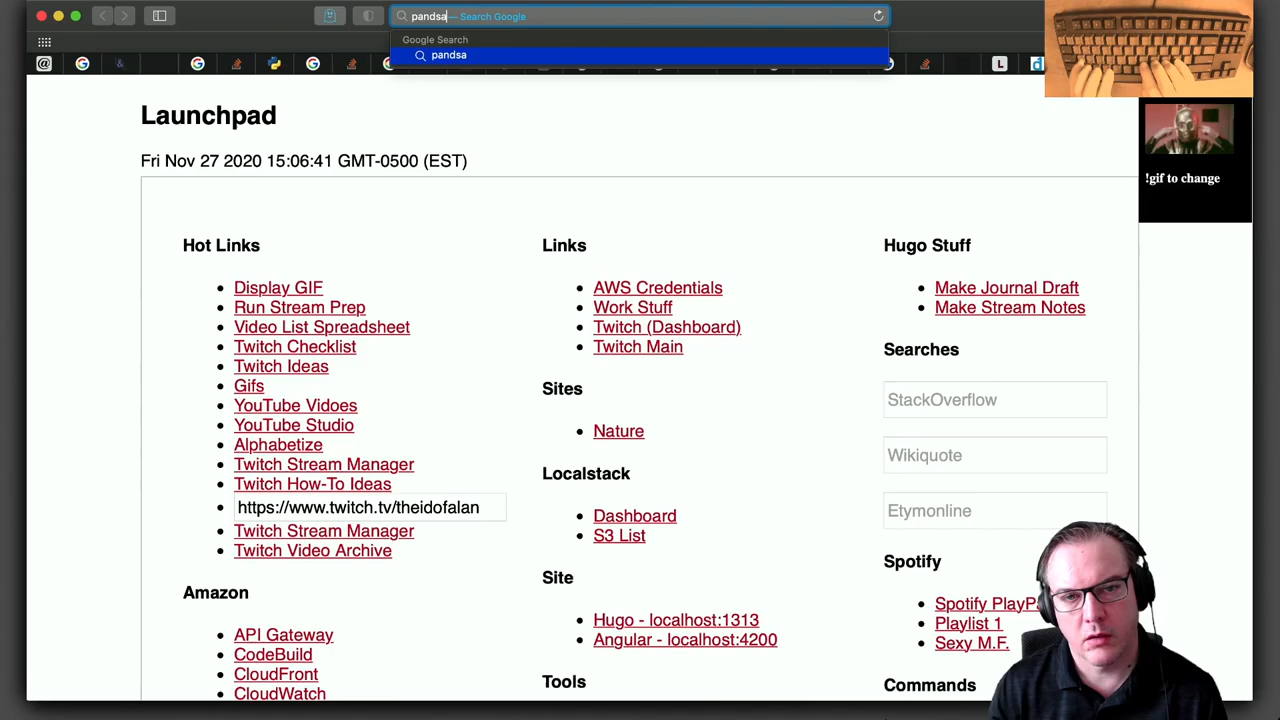 pandsa — Search Google
Google Search
pandsa
@
L
Launchpad
Fri Nov 27 2020 15:06:41 GMT-0500 (EST)
!gif to change
Hot Links
Display GIF
Run Stream Prep
Video List Spreadsheet
Twitch Checklist
Twitch Ideas
Gifs
YouTube Vidoes
YouTube Studio
Alphabetize
Twitch Stream Manager
Twitch How-To Ideas
https://www.twitch.tv/theidofalan
Twitch Stream Manager
Twitch Video Archive
Amazon
API Gateway
CodeBuild
CloudFront
CloudWatch
Links
AWS Credentials
Work Stuff
Twitch (Dashboard)
Twitch Main
Sites
Nature
Localstack
Dashboard
S3 List
Site
Hugo - localhost:1313
Angular - localhost:4200
Tools
Hugo Stuff
Make Journal Draft
Make Stream Notes
Searches
StackOverflow
Wikiquote
Etymonline
Spotify
Spotify PlayP
Playlist 1
Sexy M.F.
Commands